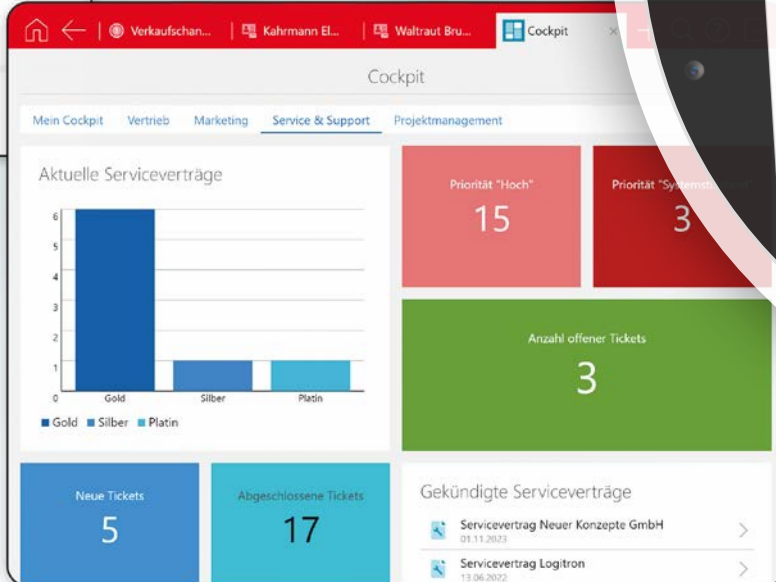 Verkaufschan...
Kahrmann El...
Waltraut Bru...
Cockpit
Cockpit
Mein Cockpit
Vertrieb
Marketing
Service & Support
Projektmanagement
Aktuelle Serviceverträge
6
5
4
3
2
1
0
Gold
Silber
Platin
Gold
Silber
Platin
Priorität "Hoch"
15
Priorität
3
Anzahl offener Tickets
3
Neue Tickets
5
Abgeschlossene Tickets
17
Gekündigte Serviceverträge
Servicevertrag Neuer Konzepte GmbH
01.11.2023
Servicevertrag Logitron
13.06.2022